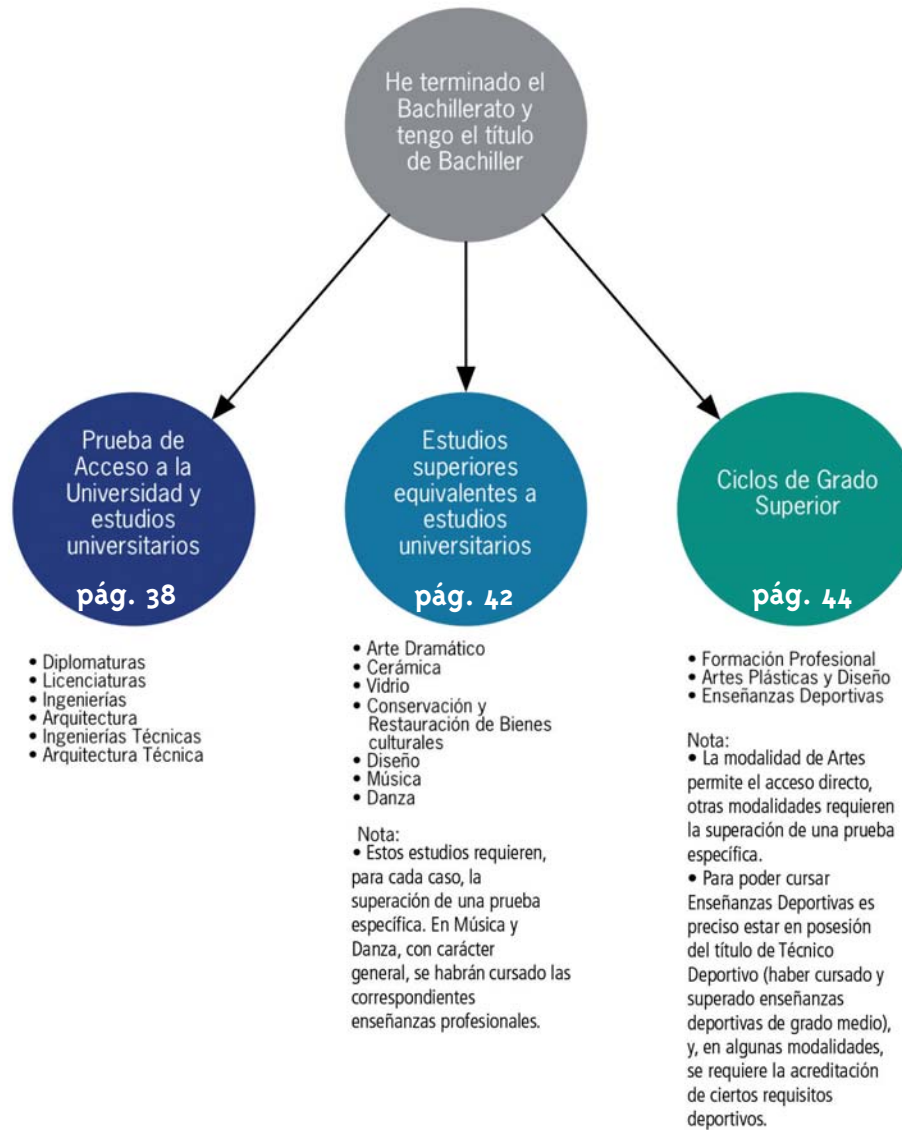 He terminado el
Bachillerato y
tengo el título
de Bachiller
Prueba de
Acceso a la
Universidad y
estudios
universitarios
pág. 38
• Diplomaturas
• Licenciaturas
• Ingenierías
• Arquitectura
• Ingenierías Técnicas
• Arquitectura Técnica
Estudios
superiores
equivalentes a
estudios
universitarios
pág. 42
• Arte Dramático
• Cerámica
• Vidrio
• Conservación y
Restauración de Bienes
culturales
• Diseño
• Música
• Danza
Nota:
• Estos estudios requieren,
para cada caso, la
superación de una prueba
específica. En Música y
Danza, con carácter
general, se habrán cursado las
correspondientes
enseñanzas profesionales.
Ciclos de Grado
Superior
pág. 44
• Formación Profesional
• Artes Plásticas y Diseño
• Enseñanzas Deportivas
Nota:
• La modalidad de Artes
permite el acceso directo,
otras modalidades requieren
la superación de una prueba
específica.
• Para poder cursar
Enseñanzas Deportivas es
preciso estar en posesión
del título de Técnico
Deportivo (haber cursado y
superado enseñanzas
deportivas de grado medio),
y, en algunas modalidades,
se requiere la acreditación
de ciertos requisitos
deportivos.